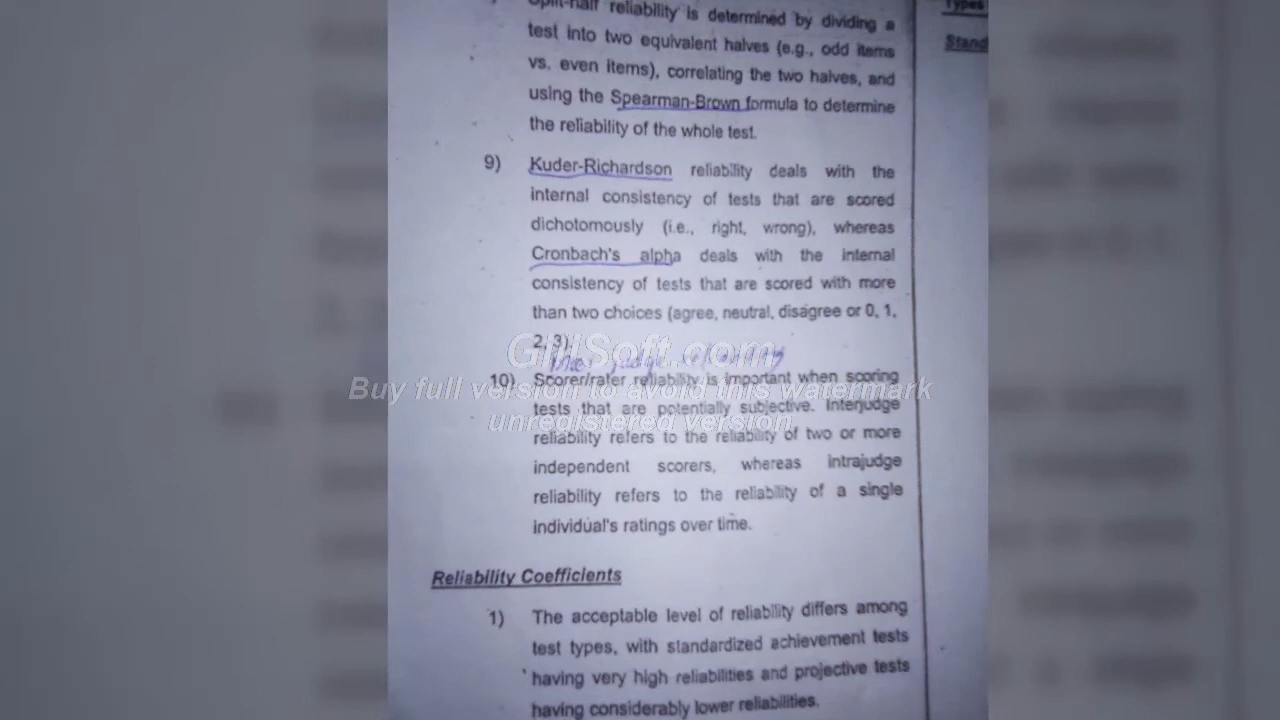 Split-half reliability is determined by dividing a
test into two equivalent halves (e.g., odd items
vs. even items), correlating the two halves, and
using the Spearman-Brown formula to determine
the reliability of the whole test.
9) Kuder-Richardson reliability deals with the
internal consistency of tests that are scored
dichotomously (i.e., right, wrong), whereas
Cronbach's alpha deals with the internal
consistency of tests that are scored with more
than two choices (agree, neutral, disagree or 0, 1,
2, 3).
GiliSoft.com
judge reliability
10) Scorer/rater reliability is important when scoring
Buy full version to avoid this watermark
tests that are potentially subjective. Interjudge
unregistered version
reliability refers to the reliability of two or more
independent scorers, whereas intrajudge
reliability refers to the reliability of a single
individual's ratings over time.
Reliability Coefficients
1) The acceptable level of reliability differs among
test types, with standardized achievement tests
having very high reliabilities and projective tests
having considerably lower reliabilities.
Types
Stand